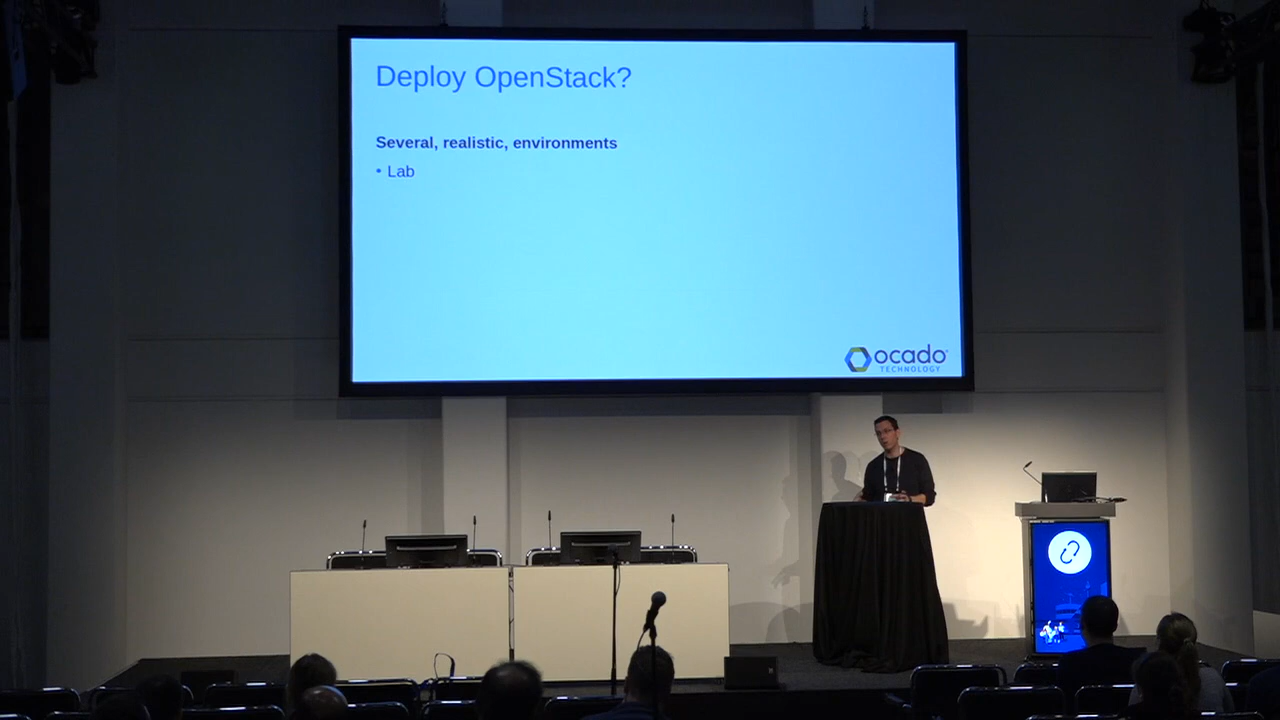 Deploy OpenStack?
Several, realistic, environments
• Lab
ocado
TECHNOLOGY